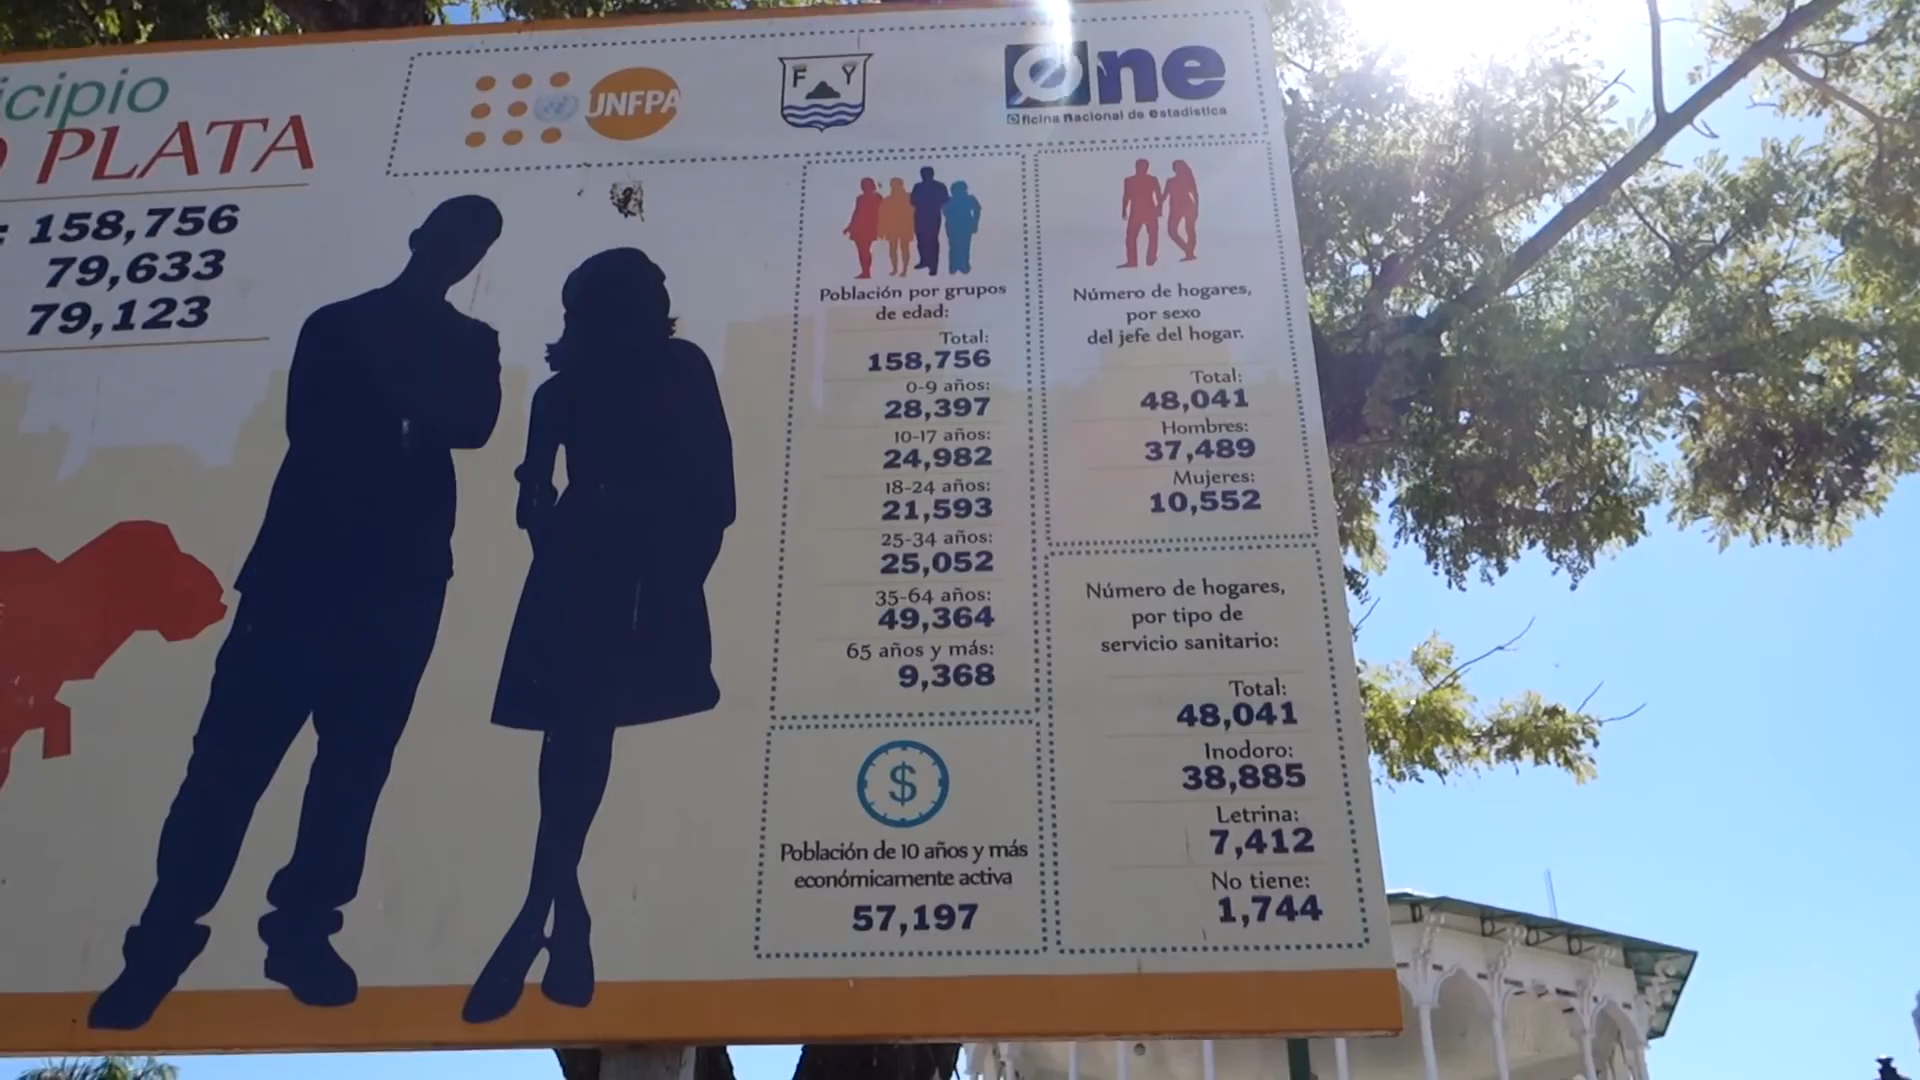 icipio
PLATA
: 158,756
79,633
79,123
UNFPA
F Y
one
Oficina nacional de estadística
Población por grupos
de edad:
Total:
158,756
0-9 años:
28,397
10-17 años:
24,982
18-24 años:
21,593
25-34 años:
25,052
35-64 años:
49,364
65 años y más:
9,368
$
Población de 10 años y más
económicamente activa
57,197
Número de hogares,
por sexo
del jefe del hogar.
Total:
48,041
Hombres:
37,489
Mujeres:
10,552
Número de hogares,
por tipo de
servicio sanitario:
Total:
48,041
Inodoro:
38,885
Letrina:
7,412
No tiene:
1,744